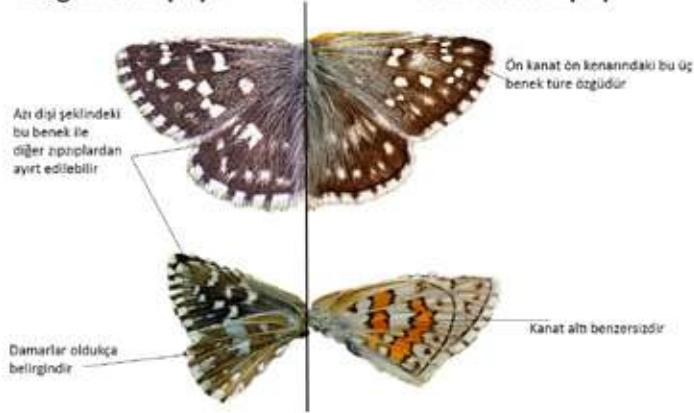 Ön kanat ön kenarındaki bu üç
benek türe özgüdür
Azı dişi şeklindeki
bu benek ile
diğer zıpzıplardan
ayırt edilebilir
Kanat altı benzersizdir
Damarlar oldukça
belirgindir